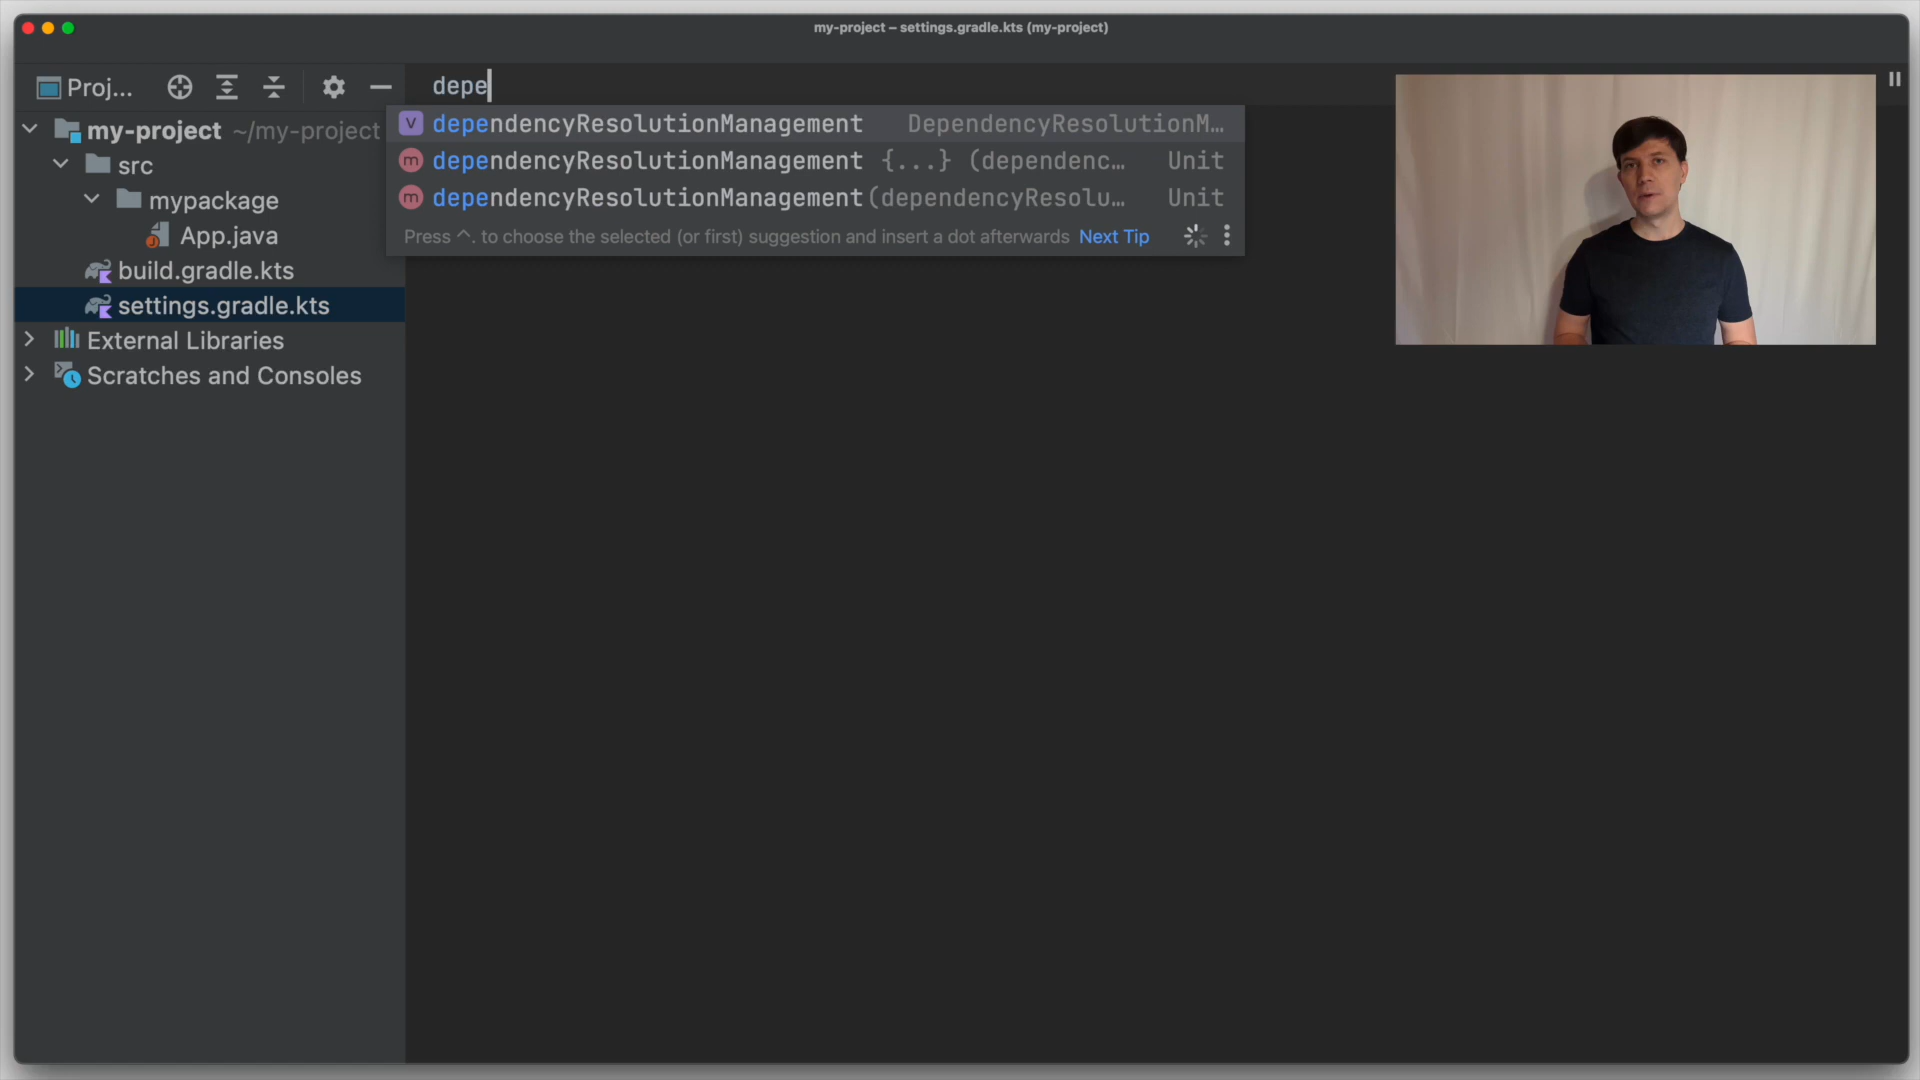 my-project – settings.gradle.kts (my-project)
Proj...
my-project ~/my-project
src
mypackage
App.java
build.gradle.kts
settings.gradle.kts
External Libraries
Scratches and Consoles
depe
V dependencyResolutionManagement DependencyResolutionM…
m dependencyResolutionManagement {...} (dependenc… Unit
m dependencyResolutionManagement(dependencyResolu… Unit
Press ^. to choose the selected (or first) suggestion and insert a dot afterwards Next Tip